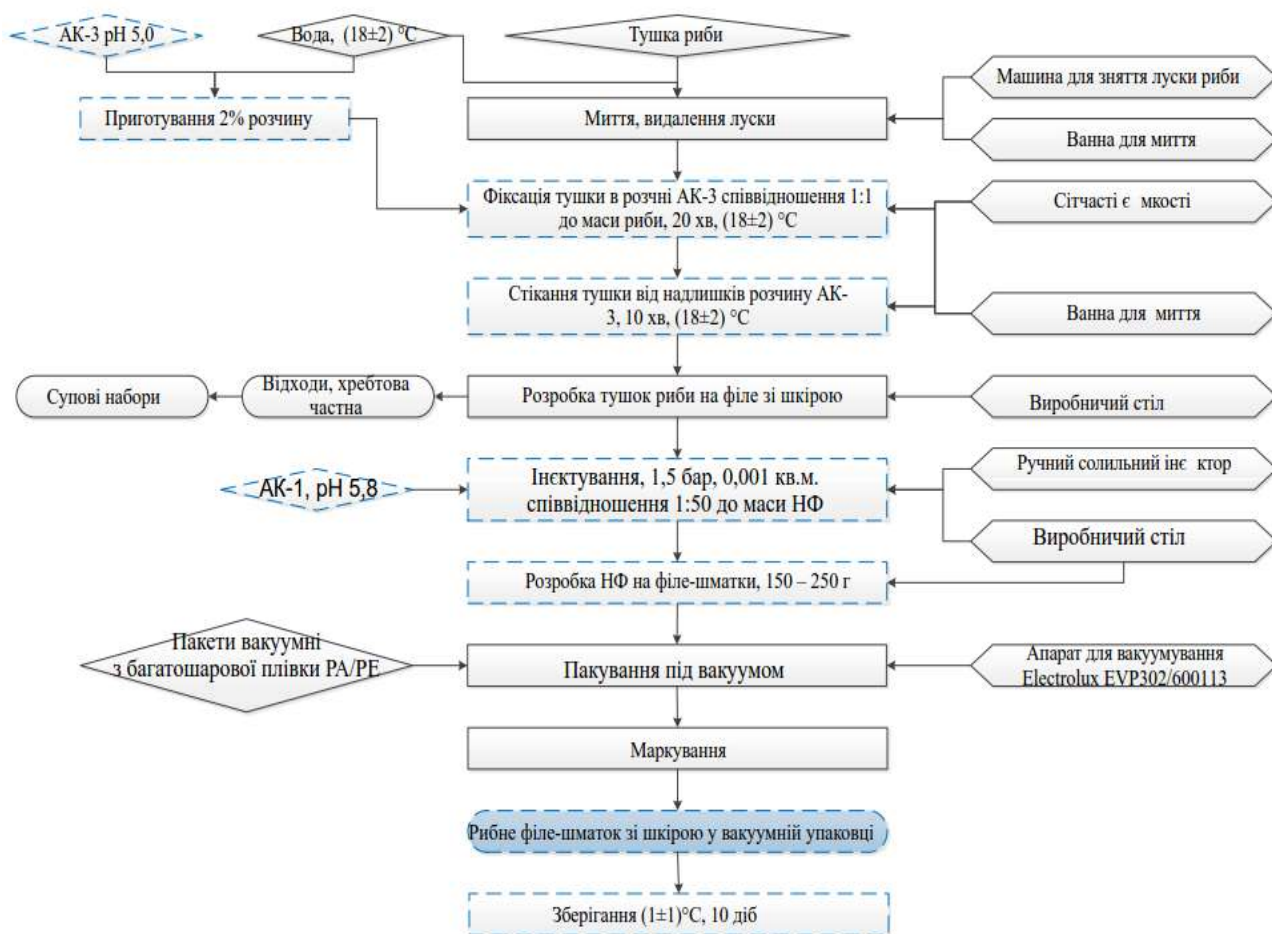 АК-3 рН 5,0
Вода, (18±2) °С
Тушка риби
Машина для зняття луски риби
Приготування 2% розчину
Миття, видалення луски
Ванна для миття
Фіксація тушки в розчні АК-3 співвідношення 1:1
до маси риби, 20 хв, (18±2) °С
Сітчасті є мкості
Стікання тушки від надлишків розчину АК-
3, 10 хв, (18±2) °С
Ванна для миття
Супові набори
Відходи, хребтова
частна
Розробка тушок риби на філе зі шкірою
Виробничий стіл
АК-1, рН 5,8
Інєктування, 1,5 бар, 0,001 кв.м.
співвідношення 1:50 до маси НФ
Ручний солильний інє ктор
Виробничий стіл
Розробка НФ на філе-шматки, 150 – 250 г
Пакети вакуумні
з багатошарової плівки РА/РЕ
Пакування під вакуумом
Апарат для вакуумування
Electrolux EVP302/600113
Маркування
Рибне філе-шматок зі шкірою у вакуумній упаковці
Зберігання (1±1)°С, 10 діб